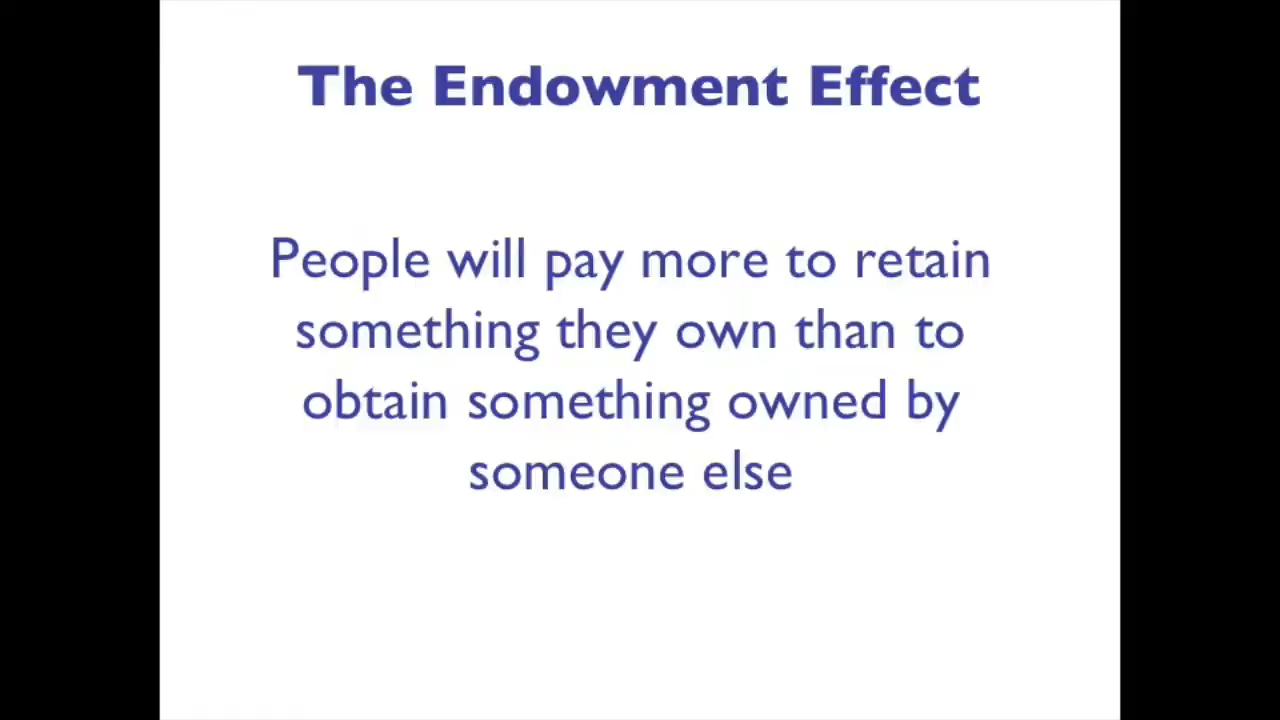 The Endowment Effect
People will pay more to retain
something they own than to
obtain something owned by
someone else